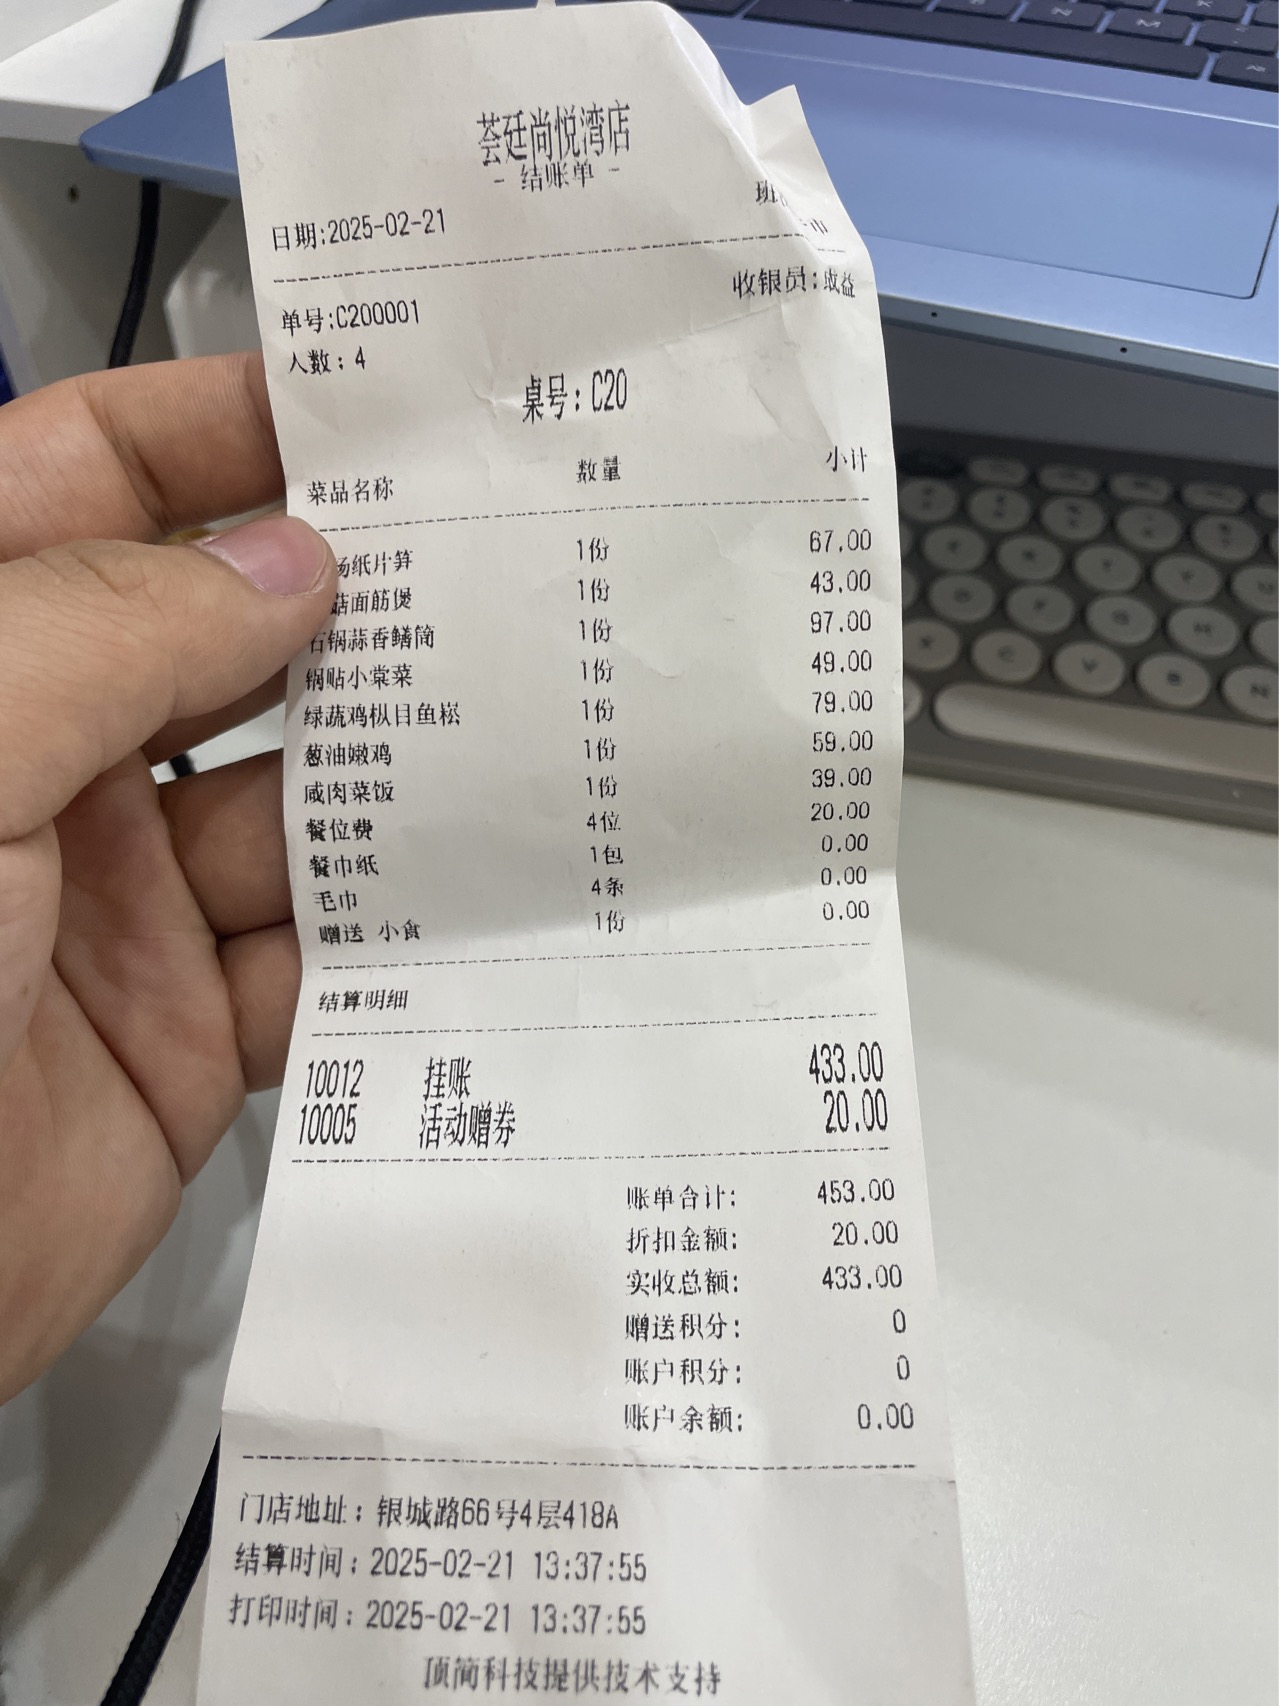 荟廷尚悦湾店
- 结账单 -
日期:2025-02-21
单号:C200001 收银员:成益
人数: 4
桌号: C20
菜品名称 数量 小计
汤纸片笋 1份 67.00
菇面筋煲 1份 43.00
石锅蒜香鳝筒 1份 97.00
锅贴小棠菜 1份 49.00
绿蔬鸡枞目鱼崧 1份 79.00
葱油嫩鸡 1份 59.00
咸肉菜饭 1份 39.00
餐位费 4位 20.00
餐巾纸 1包 0.00
毛巾 4条 0.00
赠送 小食 1份 0.00
结算明细
10012 挂账 433.00
10005 活动赠券 20.00
账单合计: 453.00
折扣金额: 20.00
实收总额: 433.00
赠送积分: 0
账户积分: 0
账户余额: 0.00
门店地址: 银城路66号4层418A
结算时间: 2025-02-21 13:37:55
打印时间: 2025-02-21 13:37:55
顶简科技提供技术支持